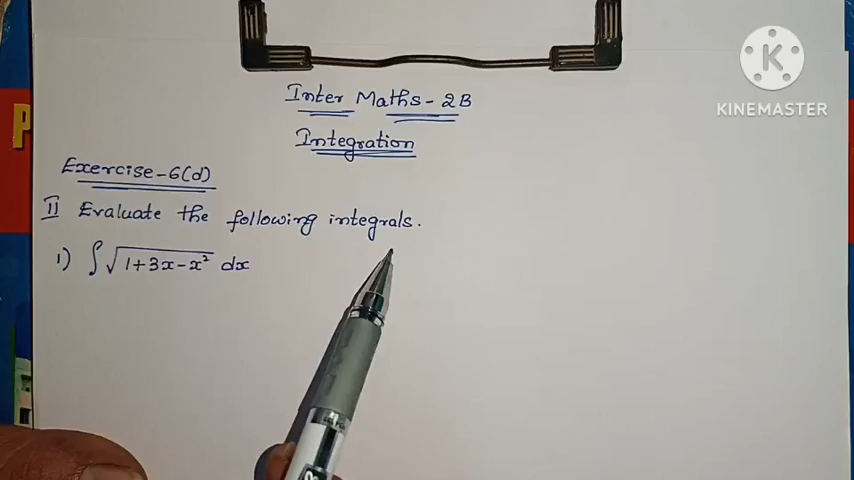 Inter Maths - 2B
Integration
Exercise - 6(d)
II Evaluate the following integrals.
1) ∫√(1+3x-x²) dx
P
K
KINEMASTER